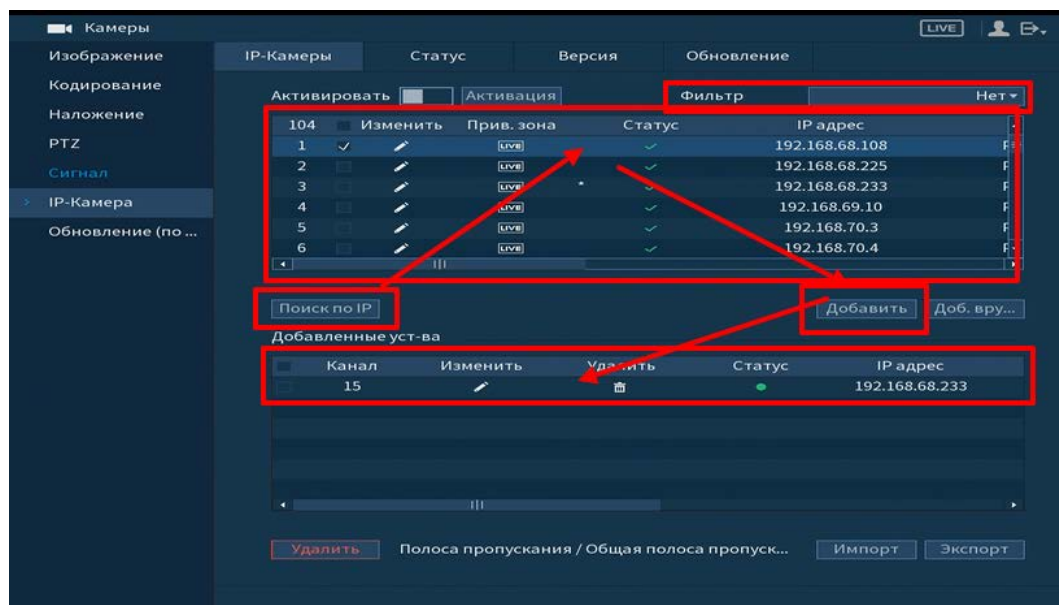 Камеры LIVE
Изображение IP-Камеры Статус Версия Обновление
Кодирование
Активировать Активация Фильтр Нет
Наложение
104 Изменить Прив. зона Статус IP адрес
PTZ
1 LIVE 192.168.68.108
2 LIVE 192.168.68.225
Сигнал
3 LIVE * 192.168.68.233
IP-Камера
4 LIVE 192.168.69.10
5 LIVE 192.168.70.3
Обновление (по ...
6 LIVE 192.168.70.4
Поиск по IP Добавить Доб. вру...
Добавленные уст-ва
Канал Изменить Удалить Статус IP адрес
15 192.168.68.233
Удалить Полоса пропускания / Общая полоса пропуск... Импорт Экспорт